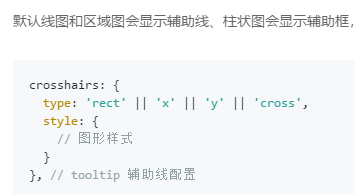 默认线图和区域图会显示辅助线、柱状图会显示辅助框，
crosshairs: {
  type: 'rect' || 'x' || 'y' || 'cross',
  style: {
    // 图形样式
  }
}, // tooltip 辅助线配置